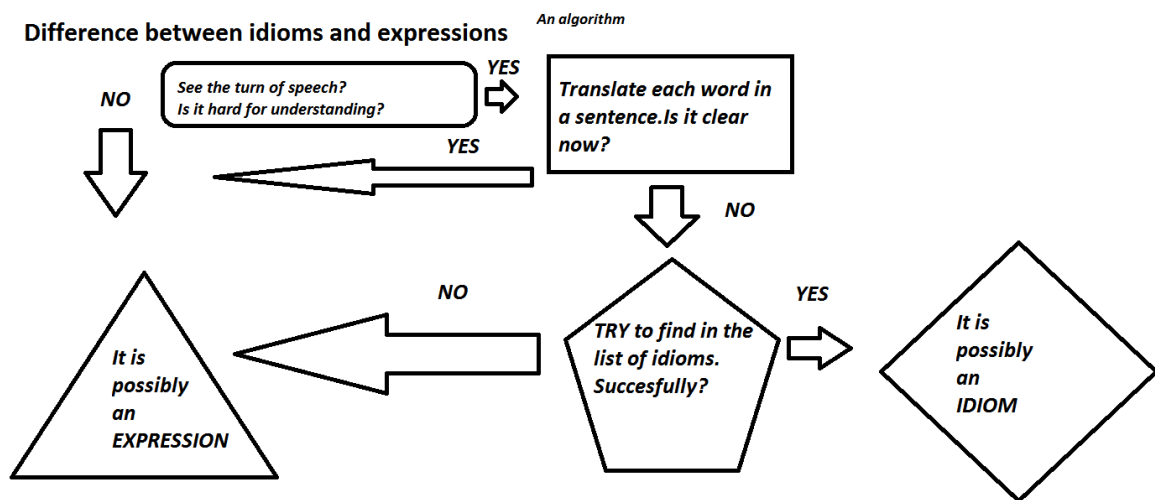 Difference between idioms and expressions
An algorithm
See the turn of speech?
Is it hard for understanding?
YES
Translate each word in
a sentence.Is it clear
now?
NO
YES
NO
TRY to find in the
list of idioms.
Succesfully?
NO
YES
It is
possibly
an
EXPRESSION
It is
possibly
an
IDIOM